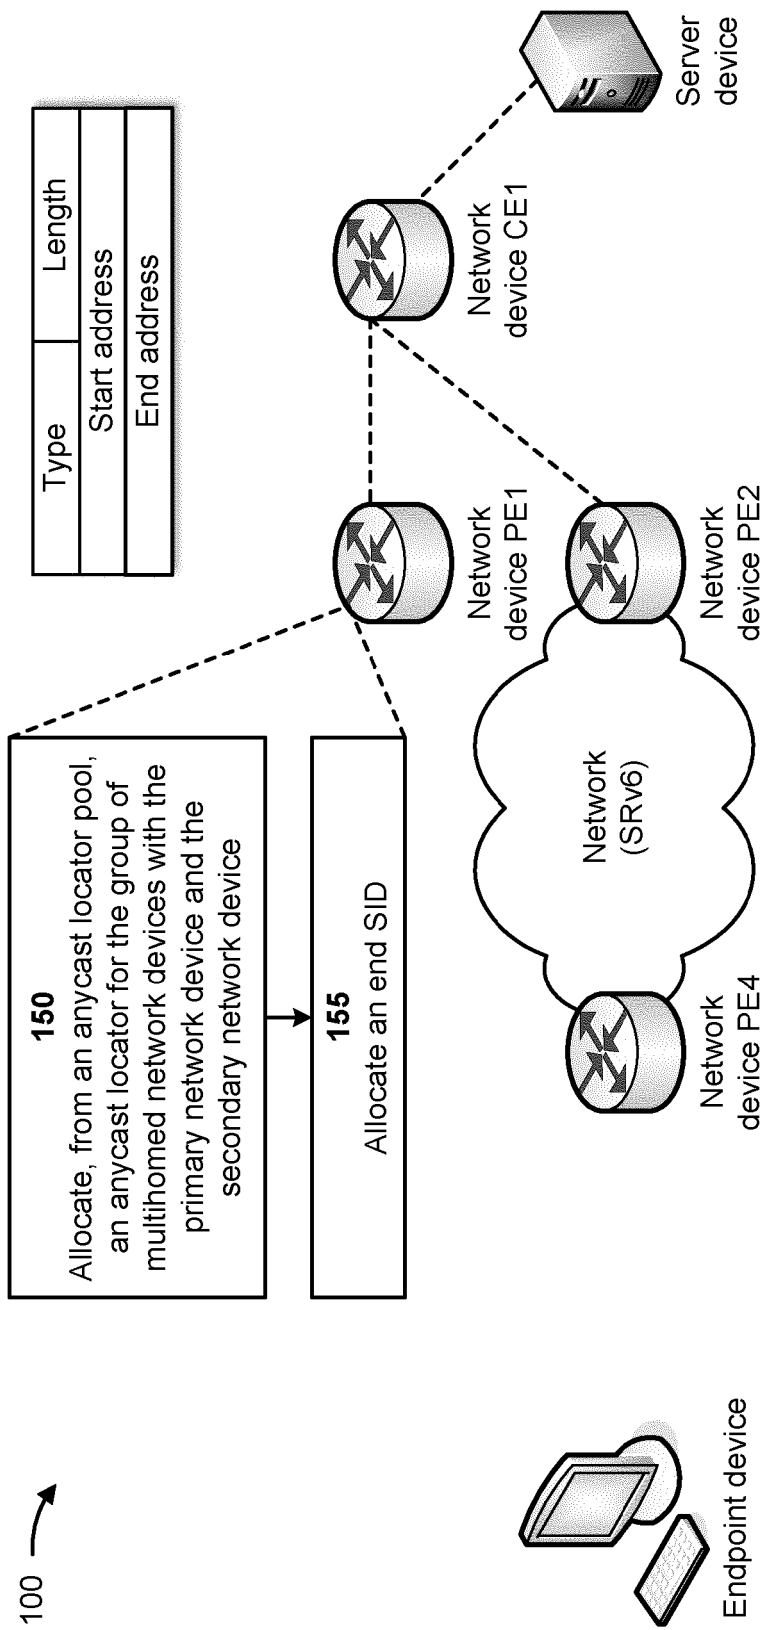 100
150
Allocate, from an anycast locator pool,
an anycast locator for the group of
multihomed network devices with the
primary network device and the
secondary network device
155
Allocate an end SID
Type
Length
Start address
End address
Network
device PE1
Network
device CE1
Server
device
Endpoint device
Network
device PE4
Network
(SRv6)
Network
device PE2